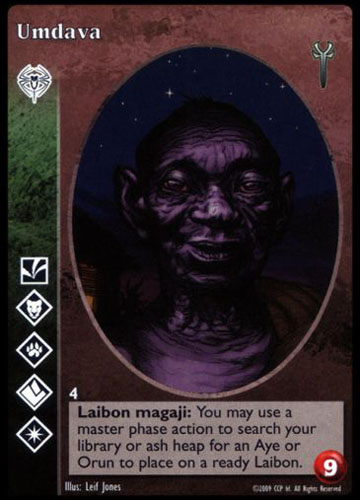 Umdava
4
Laibon magaji: You may use a
master phase action to search your
library or ash heap for an Aye or
Orun to place on a ready Laibon.
9
Illus: Leif Jones
©2009 CCP hf. All Rights Reserved